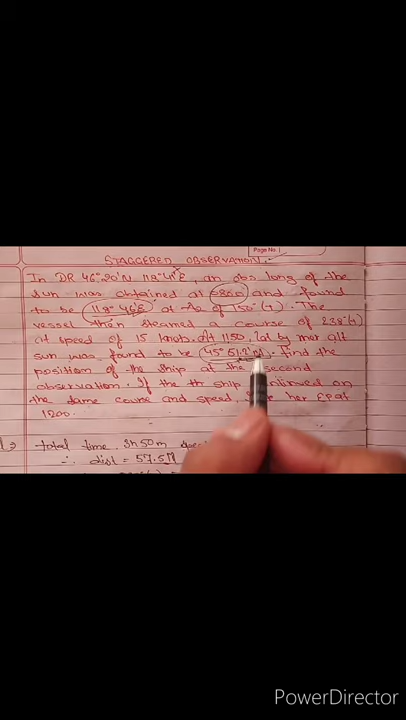 Page No.
STAGGERED OBSERVATION:-
In DR 46° 20' N 118° 41' E, an obs long of the
sun was obtained at 0800 and found
to be 118° 46' E at Az of 150° (T). The
vessel then steamed a course of 238° (T)
at speed of 15 knots. At 1150, lat by mer alt
sun was found to be 45° 51.2' N. Find the
position of the ship at the second
observation. If the th ship continued on
the same course and speed, her EP at
1200.
total time. 3h 50m
∴ dist = 57.5 M
PowerDirector